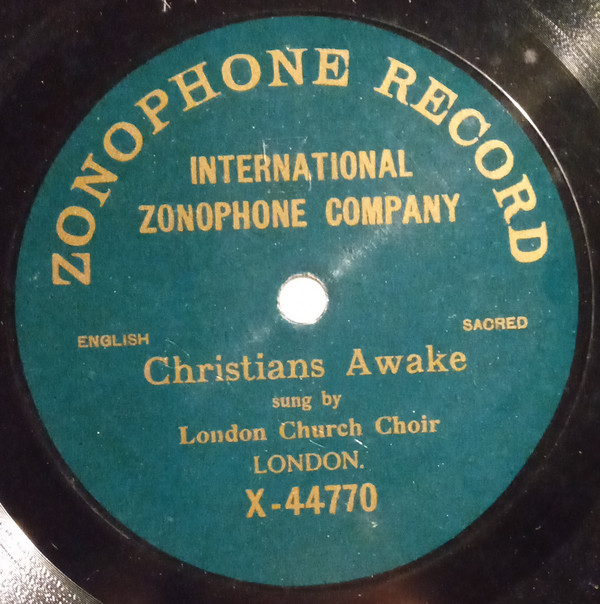 ZONOPHONE RECORD
INTERNATIONAL
ZONOPHONE COMPANY
ENGLISH
SACRED
Christians Awake
sung by
London Church Choir
LONDON.
X-44770